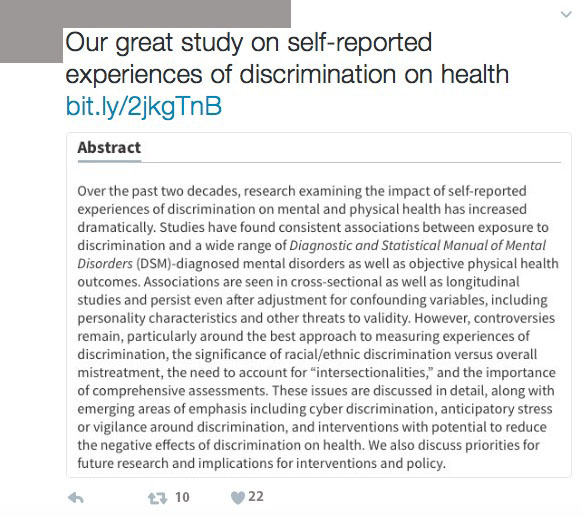 Our great study on self-reported
experiences of discrimination on health
bit.ly/2jkgTnB
Abstract
Over the past two decades, research examining the impact of self-reported
experiences of discrimination on mental and physical health has increased
dramatically. Studies have found consistent associations between exposure to
discrimination and a wide range of Diagnostic and Statistical Manual of Mental
Disorders (DSM)-diagnosed mental disorders as well as objective physical health
outcomes. Associations are seen in cross-sectional as well as longitudinal
studies and persist even after adjustment for confounding variables, including
personality characteristics and other threats to validity. However, controversies
remain, particularly around the best approach to measuring experiences of
discrimination, the significance of racial/ethnic discrimination versus overall
mistreatment, the need to account for “intersectionalities,” and the importance
of comprehensive assessments. These issues are discussed in detail, along with
emerging areas of emphasis including cyber discrimination, anticipatory stress
or vigilance around discrimination, and interventions with potential to reduce
the negative effects of discrimination on health. We also discuss priorities for
future research and implications for interventions and policy.
10 22